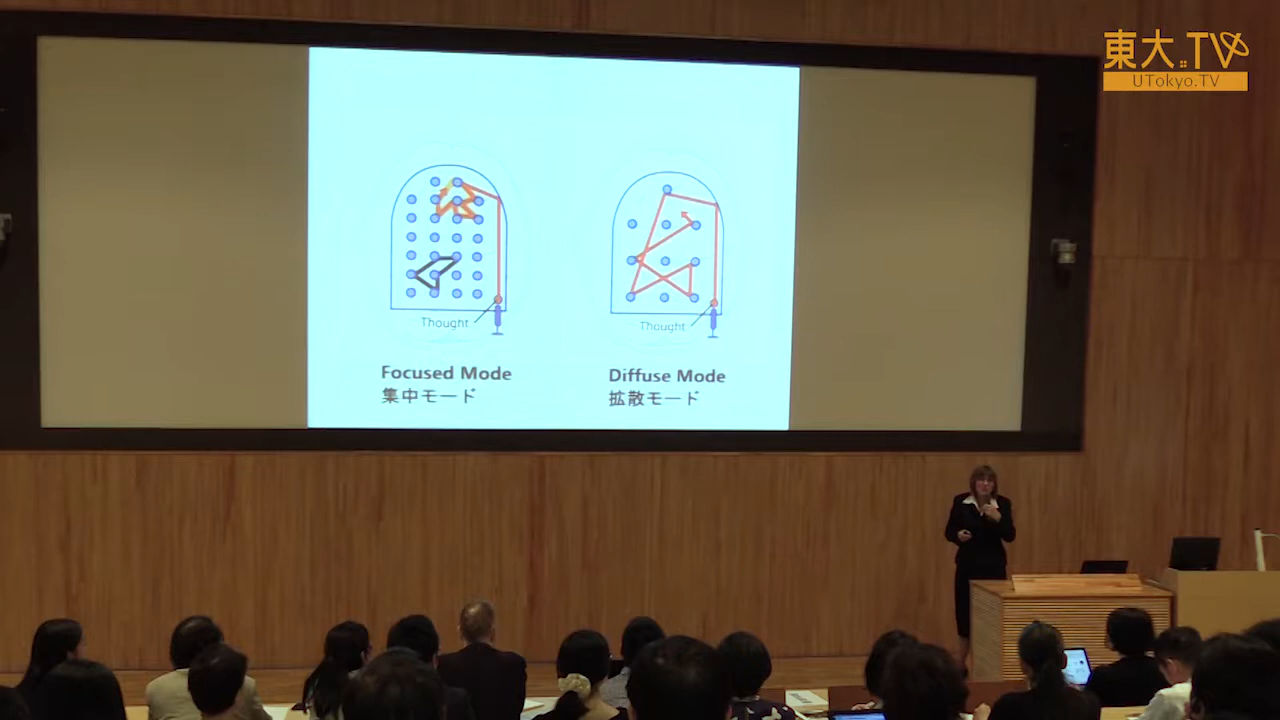 東大.TV
UTokyo.TV
Thought
Thought
Focused Mode
集中モード
Diffuse Mode
拡散モード